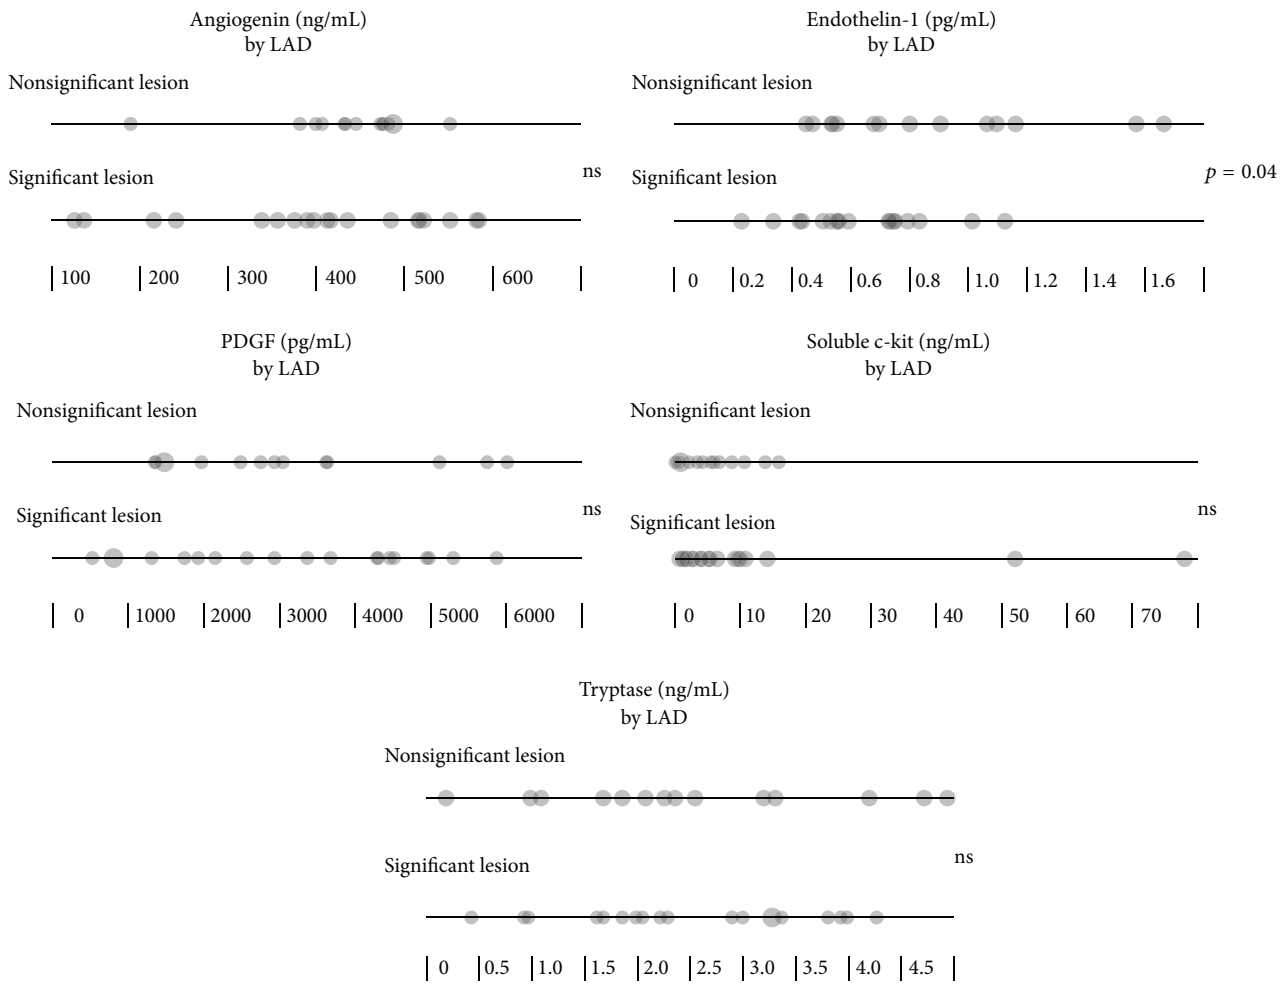 Angiogenin (ng/mL)
by LAD
Nonsignificant lesion
Significant lesion
ns
100 200 300 400 500 600
Endothelin-1 (pg/mL)
by LAD
Nonsignificant lesion
Significant lesion
p = 0.04
0 0.2 0.4 0.6 0.8 1.0 1.2 1.4 1.6
PDGF (pg/mL)
by LAD
Nonsignificant lesion
Significant lesion
ns
0 1000 2000 3000 4000 5000 6000
Soluble c-kit (ng/mL)
by LAD
Nonsignificant lesion
Significant lesion
ns
0 10 20 30 40 50 60 70
Tryptase (ng/mL)
by LAD
Nonsignificant lesion
Significant lesion
ns
0 0.5 1.0 1.5 2.0 2.5 3.0 3.5 4.0 4.5